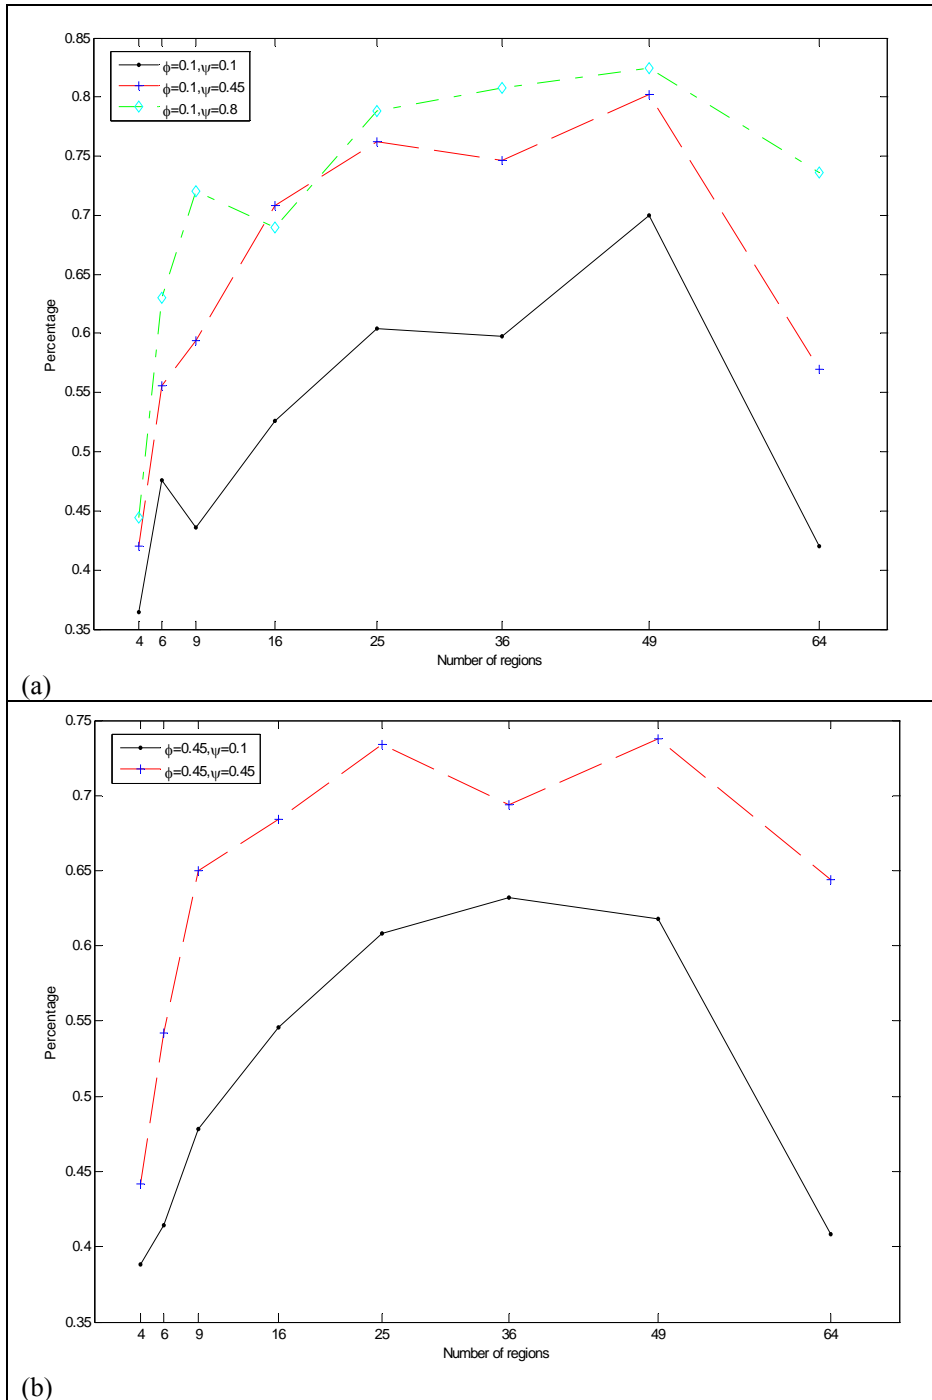 0.85
0.8
0.75
0.7
0.65
0.6
0.55
0.5
0.45
0.4
0.35
Percentage
ϕ=0.1,ψ=0.1
ϕ=0.1,ψ=0.45
ϕ=0.1,ψ=0.8
4 6 9 16 25 36 49 64
Number of regions
(a)
0.75
0.7
0.65
0.6
0.55
0.5
0.45
0.4
0.35
Percentage
ϕ=0.45,ψ=0.1
ϕ=0.45,ψ=0.45
4 6 9 16 25 36 49 64
Number of regions
(b)